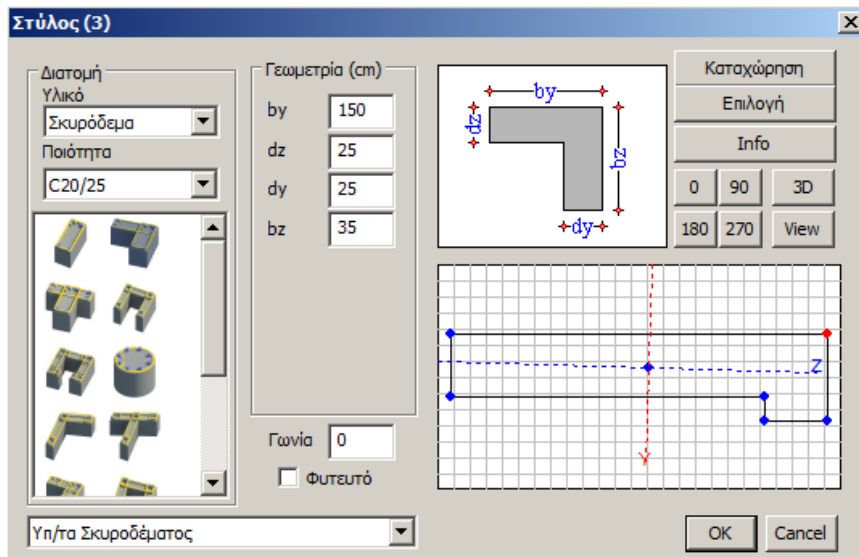 Στύλος (3)
Διατομή
Υλικό
Σκυρόδεμα
Ποιότητα
C20/25
Γεωμετρία (cm)
by 150
dz 25
dy 25
bz 35
Γωνία 0
Φυτευτό
by
dz
bz
dy
Καταχώρηση
Επιλογή
Info
0 90 3D
180 270 View
Z
Y
Υπ/τα Σκυροδέματος
OK Cancel